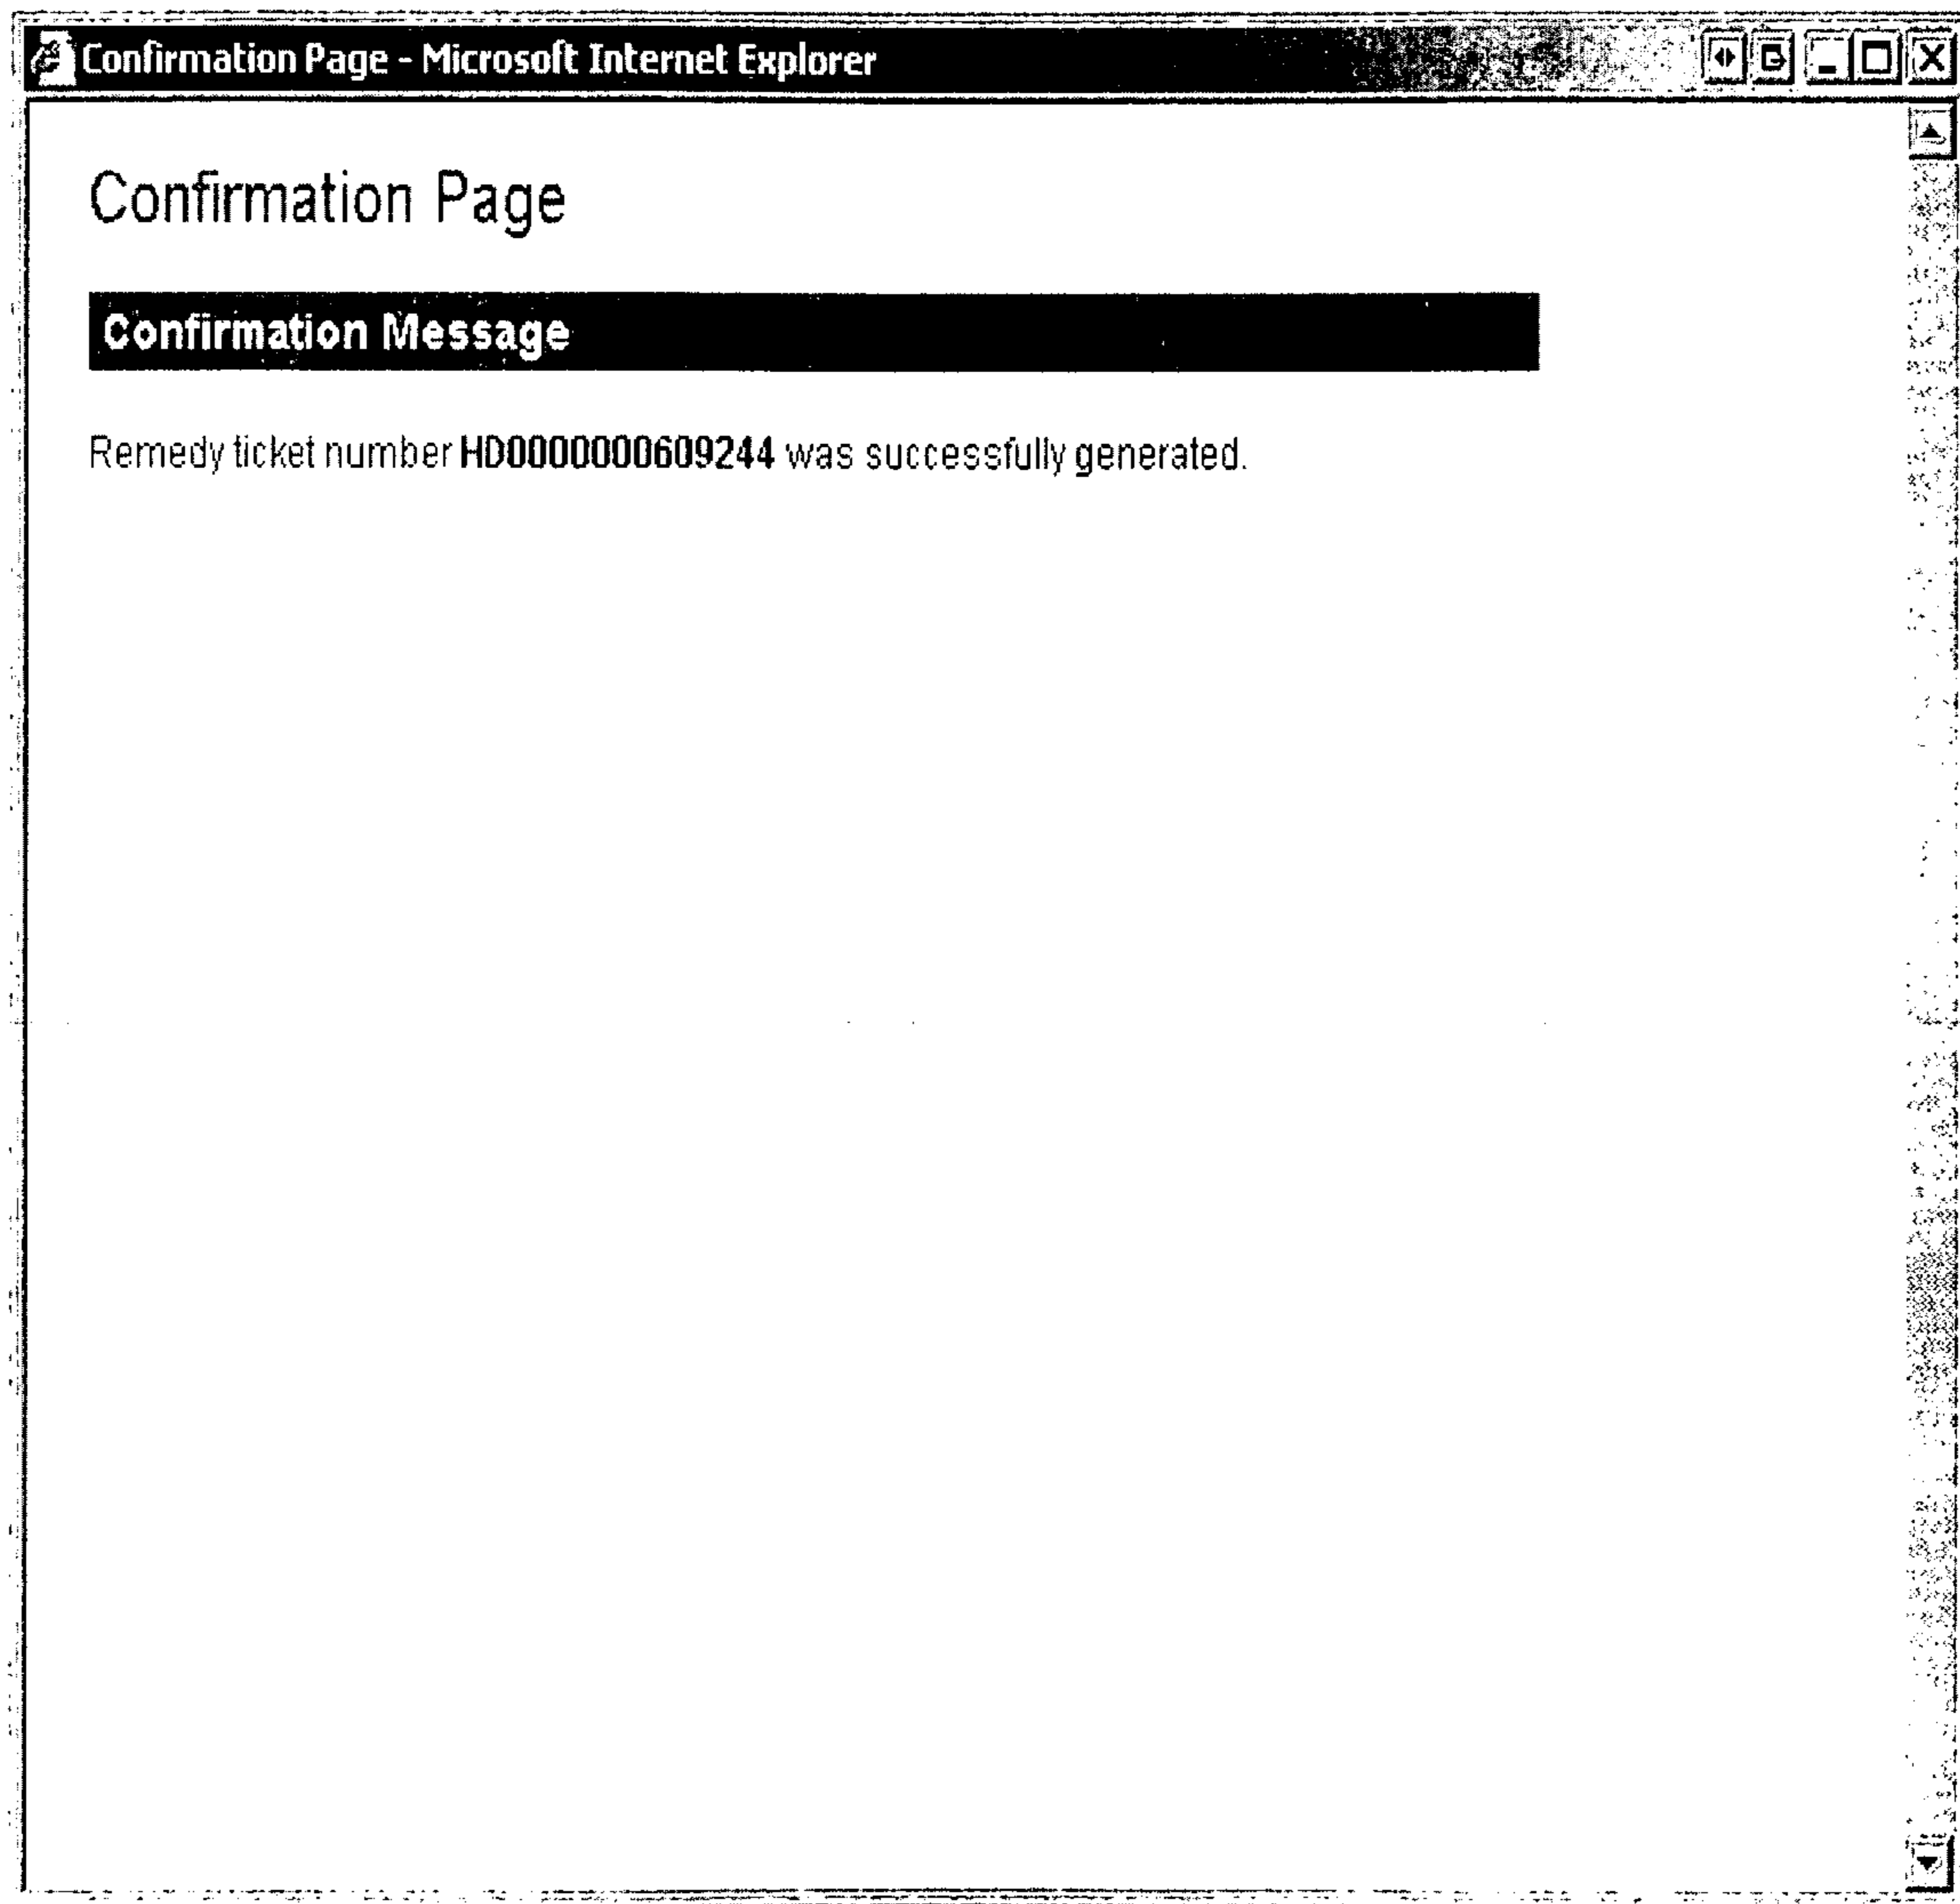 Confirmation Page - Microsoft Internet Explorer
Confirmation Page
Confirmation Message
Remedy ticket number HD0000000609244 was successfully generated.